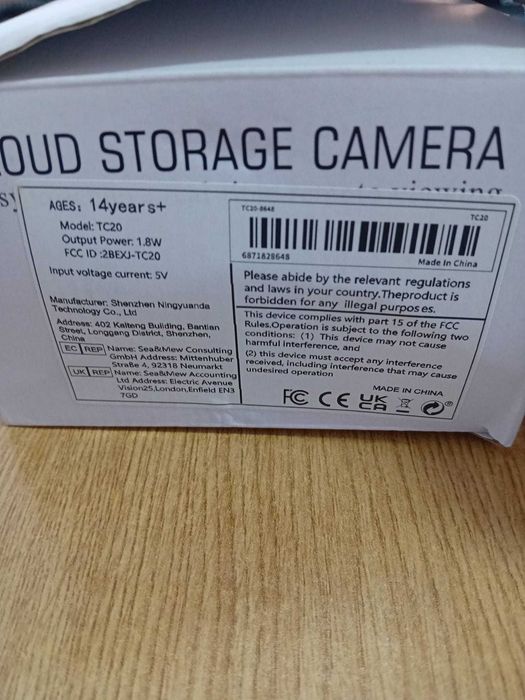 OUD STORAGE CAMERA
AGES: 14years+
Model: TC20
Output Power: 1.8W
FCC ID :2BEXJ-TC20
Input voltage current: 5V
Manufacturer: Shenzhen Ningyuanda
Technology Co., Ltd
Address: 402 Kaiteng Building, Bantian
Street, Longgang District, Shenzhen,
China
EC REP Name: Sea&Mew Consulting
GmbH Address: Mittenhuber
Straße 4, 92318 Neumarkt
UK REP Name: Sea&Mew Accounting
Ltd Address: Electric Avenue
Vision25,London,Enfield EN3
7GD
TC20-8648
TC20
6871828648
Made In China
Please abide by the relevant regulations
and laws in your country.Theproduct is
forbidden for any illegal purposes.
This device complies with part 15 of the FCC
Rules.Operation is subject to the following two
conditions: (1) This device may not cause
harmful interference, and
(2) this device must accept any interference
received, including interference that may cause
undesired operation
MADE IN CHINA
FC CE UK CA